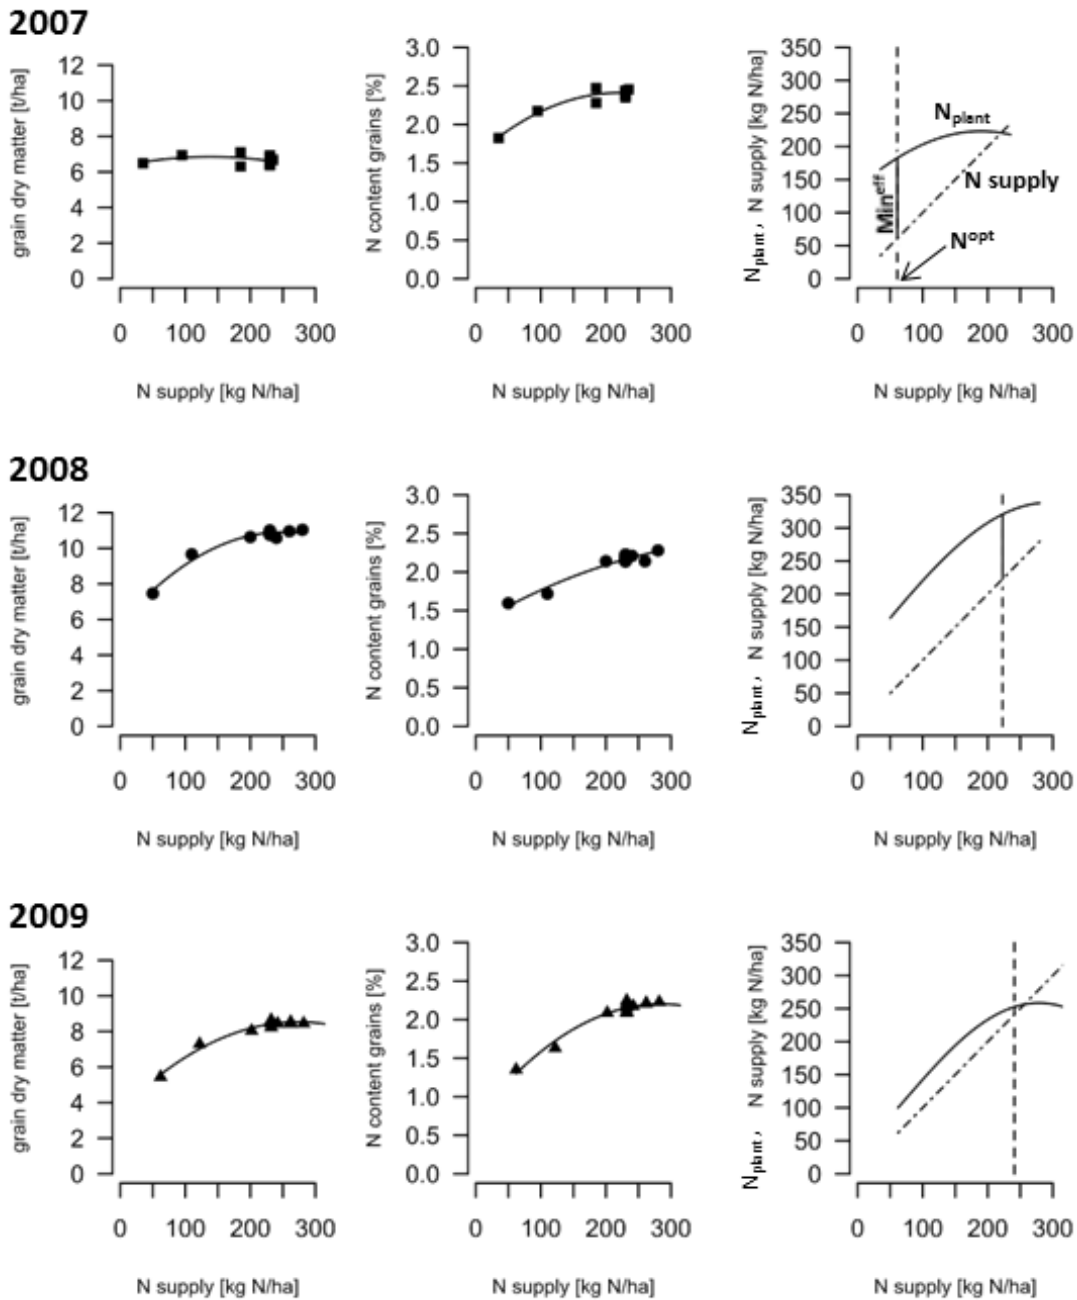 2007
grain dry matter [t/ha]
12
10
8
6
4
2
0
0 100 200 300
N supply [kg N/ha]
N content grains [%]
3.0
2.5
2.0
1.5
1.0
0.5
0.0
0 100 200 300
N supply [kg N/ha]
Nplant, N supply [kg N/ha]
350
300
250
200
150
100
50
0
Nplant
N supply
Mineff
Nopt
0 100 200 300
N supply [kg N/ha]
2008
grain dry matter [t/ha]
12
10
8
6
4
2
0
0 100 200 300
N supply [kg N/ha]
N content grains [%]
3.0
2.5
2.0
1.5
1.0
0.5
0.0
0 100 200 300
N supply [kg N/ha]
Nplant, N supply [kg N/ha]
350
300
250
200
150
100
50
0
0 100 200 300
N supply [kg N/ha]
2009
grain dry matter [t/ha]
12
10
8
6
4
2
0
0 100 200 300
N supply [kg N/ha]
N content grains [%]
3.0
2.5
2.0
1.5
1.0
0.5
0.0
0 100 200 300
N supply [kg N/ha]
Nplant, N supply [kg N/ha]
350
300
250
200
150
100
50
0
0 100 200 300
N supply [kg N/ha]